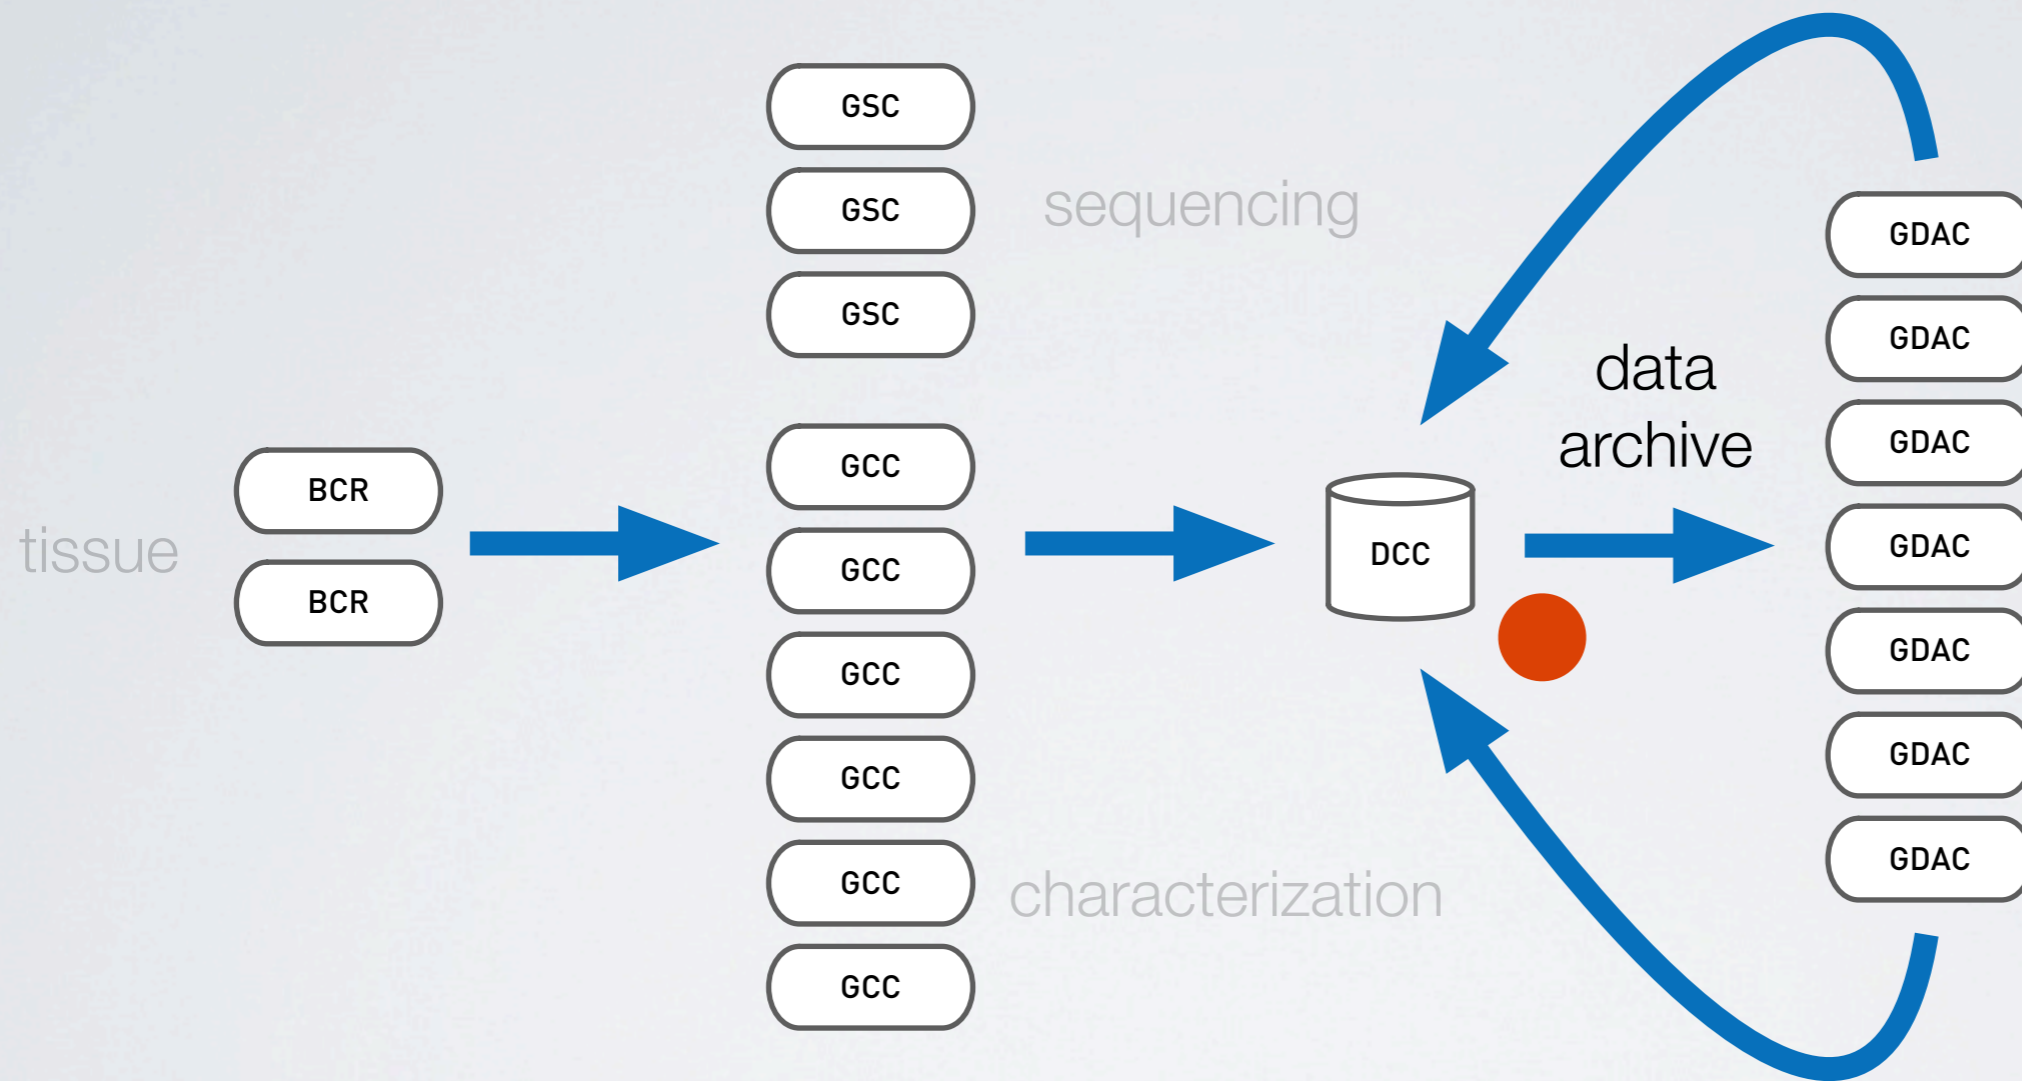 tissue
BCR
BCR
GSC
GSC
GSC
sequencing
GCC
GCC
GCC
GCC
GCC
GCC
characterization
DCC
data
archive
GDAC
GDAC
GDAC
GDAC
GDAC
GDAC
GDAC